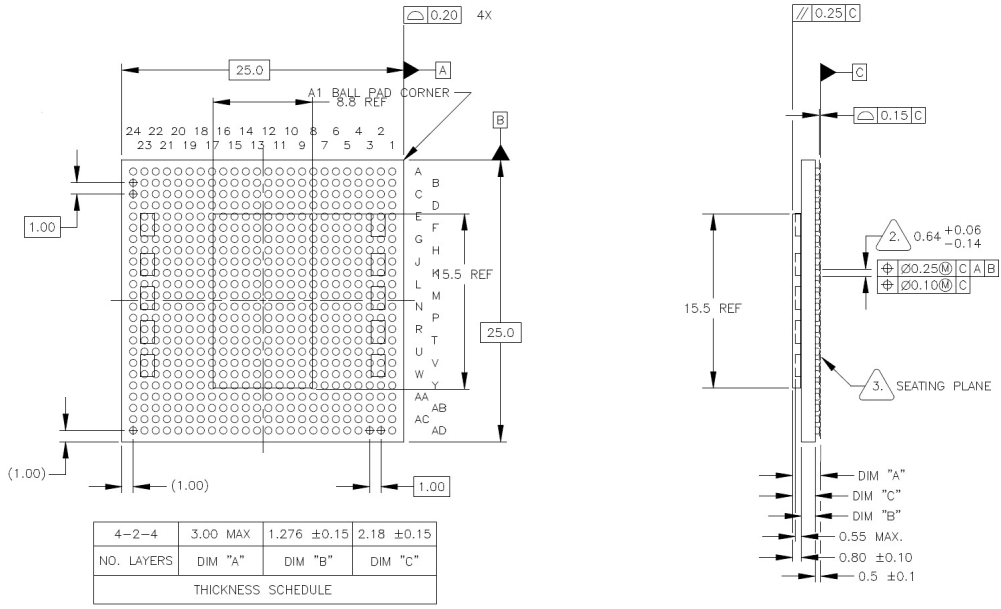 ⌓ 0.20 4X
25.0
A
A1 BALL PAD CORNER
8.8 REF
B
24 22 20 18 16 14 12 10 8 6 4 2
23 21 19 17 15 13 11 9 7 5 3 1
A
B
C
D
E
F
G
H
J
K
L
M
N
P
R
T
U
V
W
Y
AA
AB
AC
AD
1.00
15.5 REF
25.0
(1.00)
(1.00)
1.00
4-2-4 3.00 MAX 1.276 ±0.15 2.18 ±0.15
NO. LAYERS DIM "A" DIM "B" DIM "C"
THICKNESS SCHEDULE
// 0.25 C
C
⌓ 0.15 C
2. 0.64 +0.06
-0.14
⌖ Ø0.25Ⓜ C A B
⌖ Ø0.10Ⓜ C
15.5 REF
3. SEATING PLANE
DIM "A"
DIM "C"
DIM "B"
0.55 MAX.
0.80 ±0.10
0.5 ±0.1